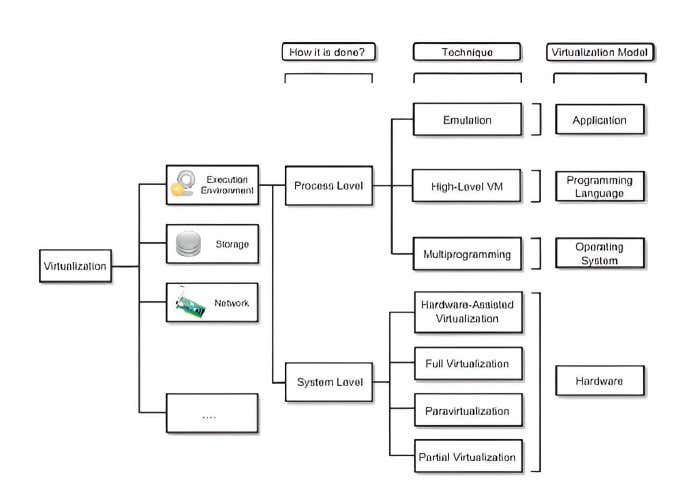 How it is done?
Technique
Virtualization Model
Emulation
Application
Execution
Environment
Process Level
High-Level VM
Programming
Language
Storage
Multiprogramming
Operating
System
Virtualization
Network
Hardware-Assisted
Virtualization
Full Virtualization
System Level
Hardware
Paravirtualization
....
Partial Virtualization